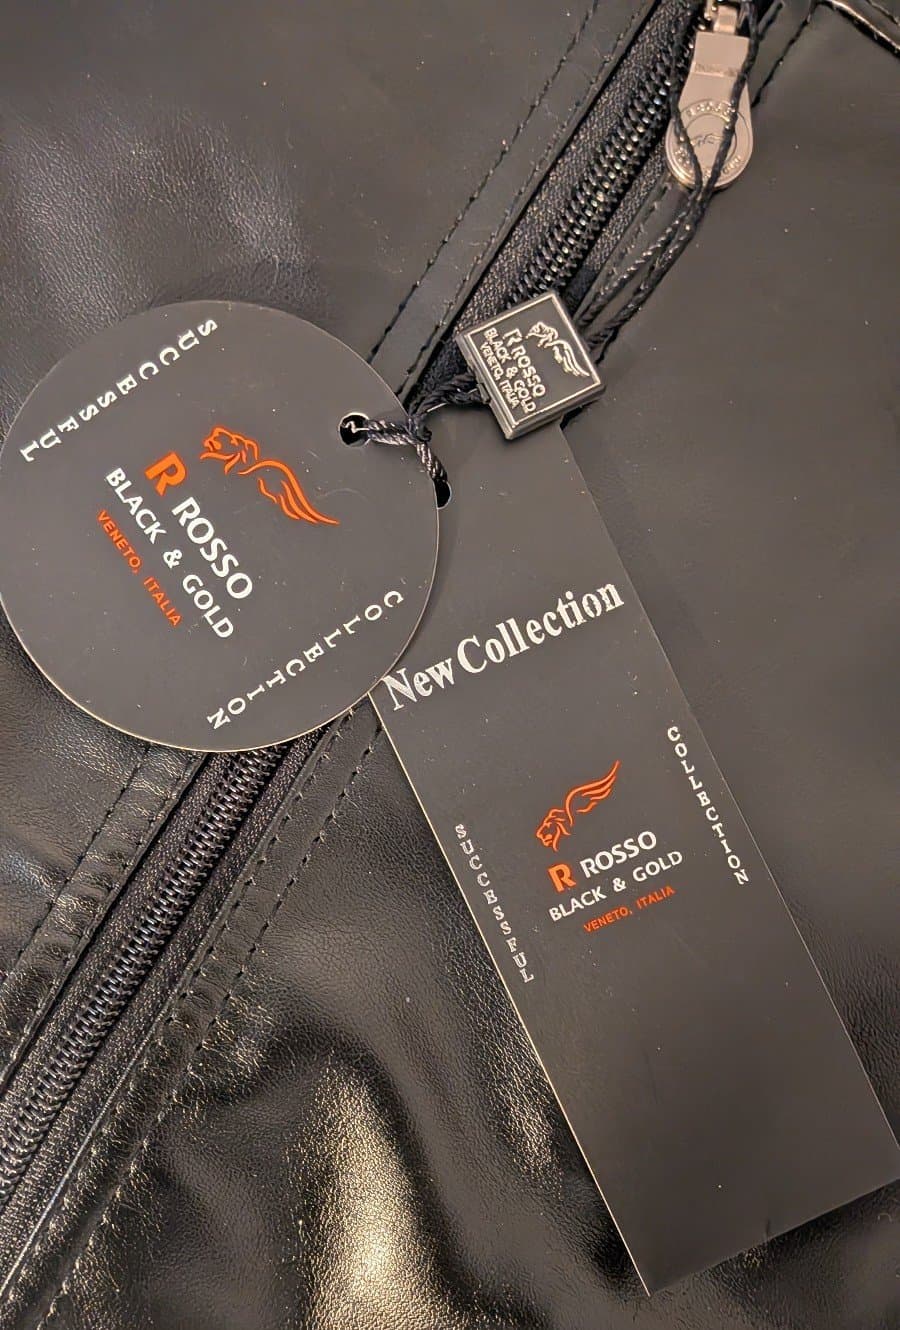 SUCCESSFUL
R ROSSO
BLACK & GOLD
VENETO, ITALIA
COLLECTION
R ROSSO
BLACK & GOLD
VENETO, ITALIA
New Collection
COLLECTION
SUCCESSFUL
R ROSSO
BLACK & GOLD
VENETO, ITALIA